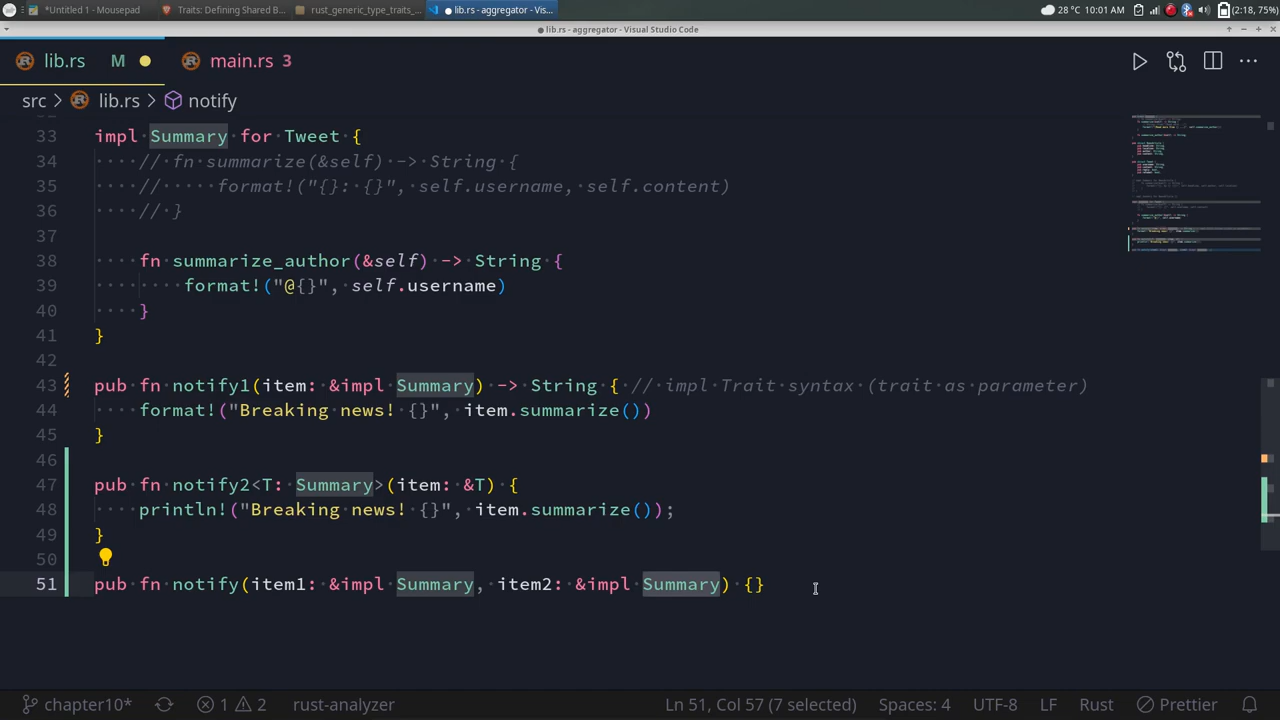 *Untitled 1 - Mousepad
Traits: Defining Shared B...
rust_generic_type_traits_...
● lib.rs - aggregator - Vis...
28 °C 10:01 AM (2:18, 75%)
● lib.rs - aggregator - Visual Studio Code
lib.rs M ● main.rs 3
src > lib.rs > notify
33 impl·Summary·for·Tweet·{
34 ····//·fn·summarize(&self)·->·String·{
35 ····//·····format!("{}:·{}",·self.username,·self.content)
36 ····//·}
37
38 ····fn·summarize_author(&self)·->·String·{
39 ········format!("@{}",·self.username)
40 ····}
41 }
42
43 pub·fn·notify1(item:·&impl·Summary)·->·String·{·//·impl·Trait·syntax·(trait·as·parameter)
44 ····format!("Breaking·news!·{}",·item.summarize())
45 }
46
47 pub·fn·notify2<T:·Summary>(item:·&T)·{
48 ····println!("Breaking·news!·{}",·item.summarize());
49 }
50
51 pub·fn·notify(item1:·&impl·Summary,·item2:·&impl·Summary)·{}
chapter10* 1 2 rust-analyzer Ln 51, Col 57 (7 selected) Spaces: 4 UTF-8 LF Rust Prettier